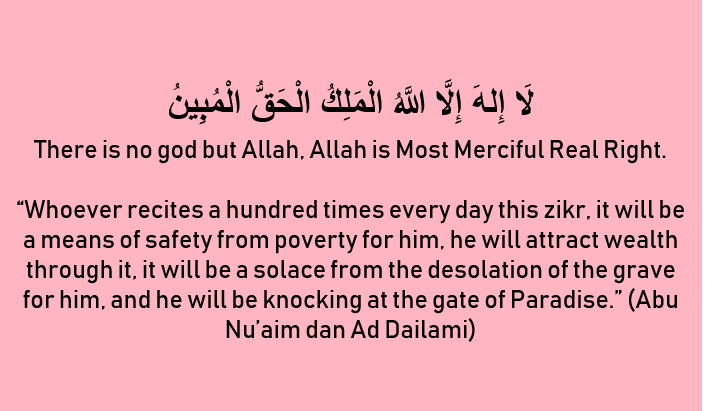 لَا إِلهَ إِلَّا اللَّهُ الْمَلِكُ الْحَقُّ الْمُبِينُ
There is no god but Allah, Allah is Most Merciful Real Right.
“Whoever recites a hundred times every day this zikr, it will be
a means of safety from poverty for him, he will attract wealth
through it, it will be a solace from the desolation of the grave
for him, and he will be knocking at the gate of Paradise.” (Abu
Nu’aim dan Ad Dailami)